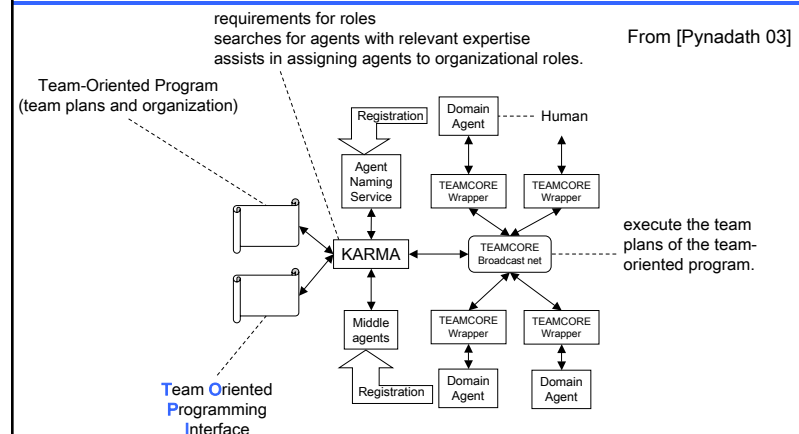 requirements for roles
searches for agents with relevant expertise
assists in assigning agents to organizational roles.
From [Pynadath 03]
Team-Oriented Program
(team plans and organization)
Registration
Domain
Agent
Human
Agent
Naming
Service
TEAMCORE
Wrapper
TEAMCORE
Wrapper
KARMA
TEAMCORE
Broadcast net
execute the team
plans of the team-
oriented program.
Middle
agents
TEAMCORE
Wrapper
TEAMCORE
Wrapper
Registration
Domain
Agent
Domain
Agent
Team Oriented
Programming
Interface